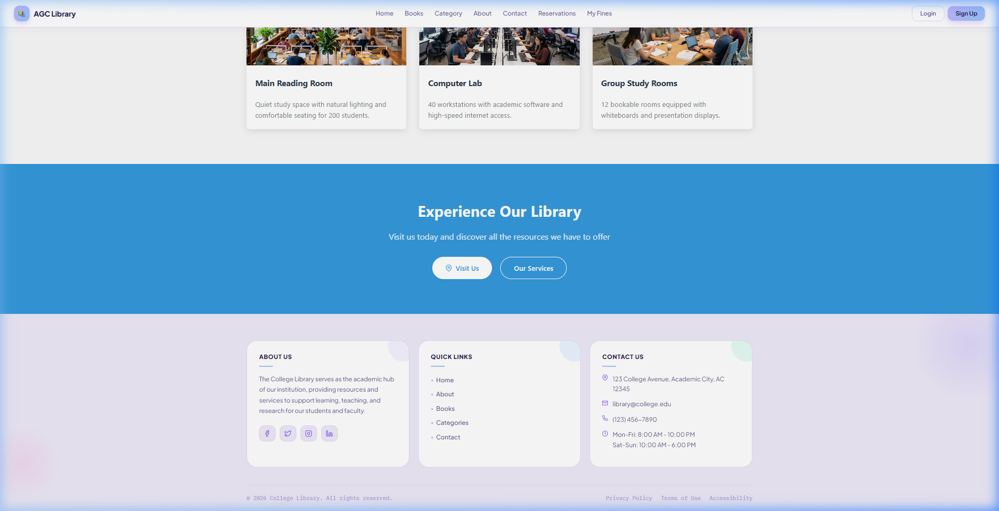 AGC Library
Home Books Category About Contact Reservations My Fines
Login Sign Up
Main Reading Room
Quiet study space with natural lighting and
comfortable seating for 200 students.
Computer Lab
40 workstations with academic software and
high-speed internet access.
Group Study Rooms
12 bookable rooms equipped with
whiteboards and presentation displays.
Experience Our Library
Visit us today and discover all the resources we have to offer
Visit Us
Our Services
ABOUT US
The College Library serves as the academic hub
of our institution, providing resources and
services to support learning, teaching, and
research for our students and faculty.
QUICK LINKS
Home
About
Books
Categories
Contact
CONTACT US
123 College Avenue, Academic City, AC
12345
library@college.edu
(123) 456-7890
Mon-Fri: 8:00 AM - 10:00 PM
Sat-Sun: 10:00 AM - 6:00 PM
© 2026 College Library. All rights reserved.
Privacy Policy Terms of Use Accessibility